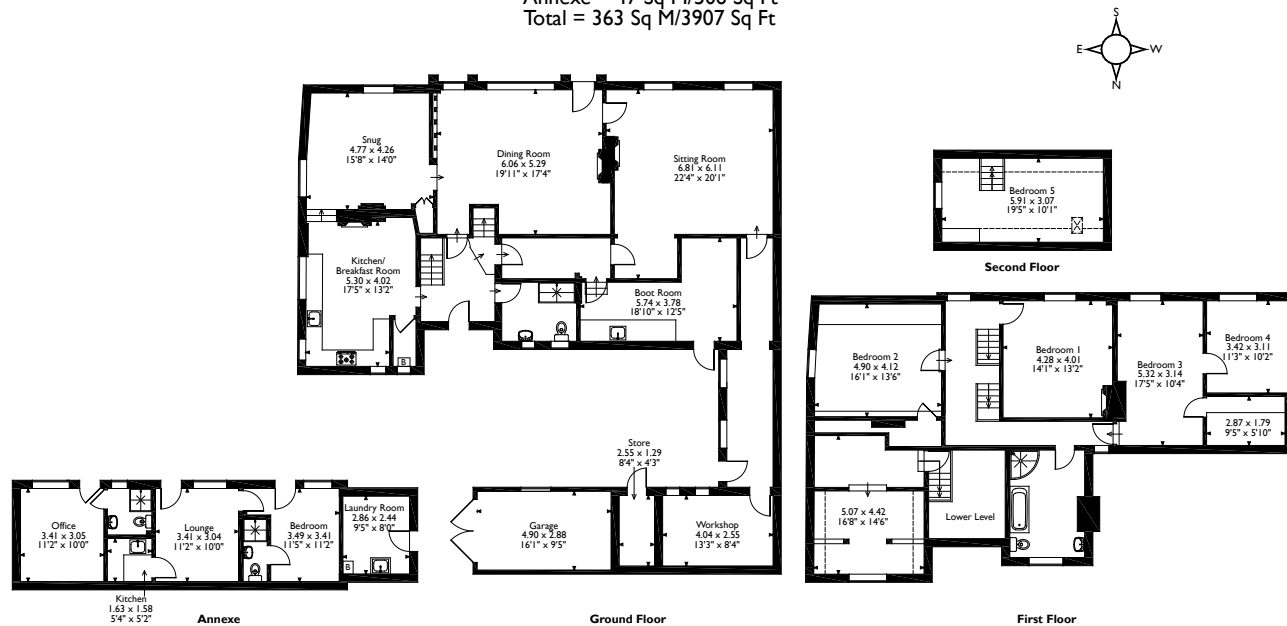 Annexe = 47 Sq M/506 Sq Ft
Total = 363 Sq M/3907 Sq Ft
S
E
W
N
Snug
4.77 x 4.26
15'8" x 14'0"
Dining Room
6.06 x 5.29
19'11" x 17'4"
Sitting Room
6.81 x 6.11
22'4" x 20'1"
Kitchen/
Breakfast Room
5.30 x 4.02
17'5" x 13'2"
B
Boot Room
5.74 x 3.78
18'10" x 12'5"
Store
2.55 x 1.29
8'4" x 4'3"
Garage
4.90 x 2.88
16'1" x 9'5"
Workshop
4.04 x 2.55
13'3" x 8'4"
Ground Floor
Bedroom 5
5.91 x 3.07
19'5" x 10'1"
Second Floor
Bedroom 2
4.90 x 4.12
16'1" x 13'6"
Bedroom 1
4.28 x 4.01
14'1" x 13'2"
Bedroom 3
5.32 x 3.14
17'5" x 10'4"
Bedroom 4
3.42 x 3.11
11'3" x 10'2"
2.87 x 1.79
9'5" x 5'10"
5.07 x 4.42
16'8" x 14'6"
Lower Level
First Floor
Office
3.41 x 3.05
11'2" x 10'0"
Lounge
3.41 x 3.04
11'2" x 10'0"
Bedroom
3.49 x 3.41
11'5" x 11'2"
Laundry Room
2.86 x 2.44
9'5" x 8'0"
B
Kitchen
1.63 x 1.58
5'4" x 5'2"
Annexe